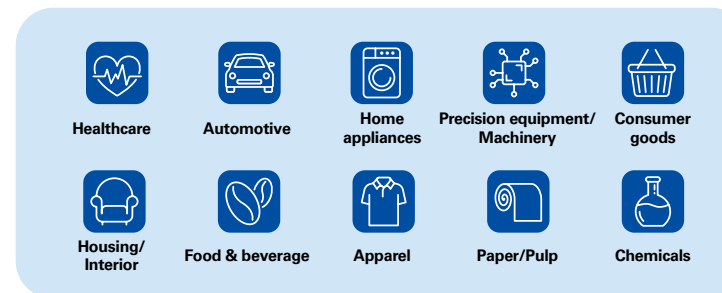 Healthcare
Automotive
Home
appliances
Precision equipment/
Machinery
Consumer
goods
Housing/
Interior
Food & beverage
Apparel
Paper/Pulp
Chemicals